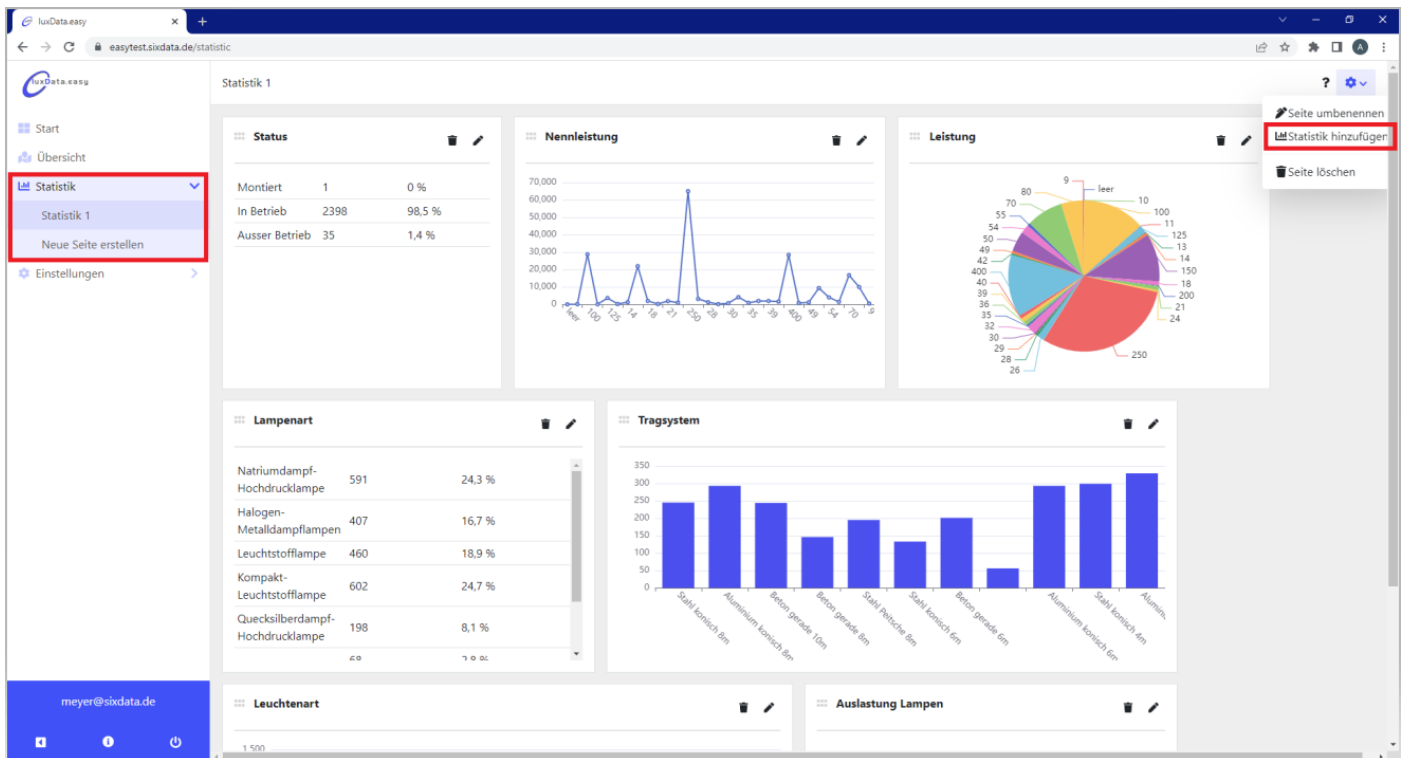 luxData.easy
easytest.sixdata.de/statistic
A
luxData.easy
Statistik 1
?
Seite umbenennen
Statistik hinzufügen
Seite löschen
Start
Übersicht
Statistik
Statistik 1
Neue Seite erstellen
Einstellungen
Status
Montiert 1 0 %
In Betrieb 2398 98,5 %
Ausser Betrieb 35 1,4 %
Nennleistung
70,000
60,000
50,000
40,000
30,000
20,000
10,000
0
leer 100 125 14 18 21 250 28 30 35 39 400 49 54 70 9
Leistung
9
leer
80
10
70
100
55
11
54
125
50
13
49
14
42
150
400
18
40
200
39
21
36
24
35
32
30
29
250
28
26
Lampenart
Natriumdampf-
Hochdrucklampe 591 24,3 %
Halogen-
Metalldampflampen 407 16,7 %
Leuchtstofflampe 460 18,9 %
Kompakt-
Leuchtstofflampe 602 24,7 %
Quecksilberdampf-
Hochdrucklampe 198 8,1 %
68 2,8 %
Tragsystem
350
300
250
200
150
100
50
0
Stahl konisch 8m
Aluminium konisch 8m
Beton gerade 10m
Beton gerade 8m
Stahl Peitsche 8m
Stahl konisch 6m
Beton gerade 6m
Aluminium konisch 6m
Stahl konisch 4m
Leuchtenart
1 500
Auslastung Lampen
meyer@sixdata.de